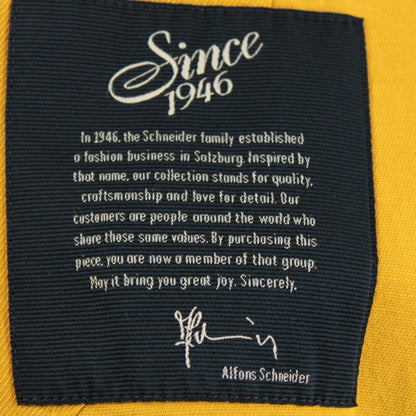 Since
1946
In 1946, the Schneider family established
a fashion business in Salzburg. Inspired by
that name, our collection stands for quality,
craftsmanship and love for detail. Our
customers are people around the world who
share those same values. By purchasing this
piece, you are now a member of that group.
May it bring you great joy. Sincerely,
Alfons Schneider